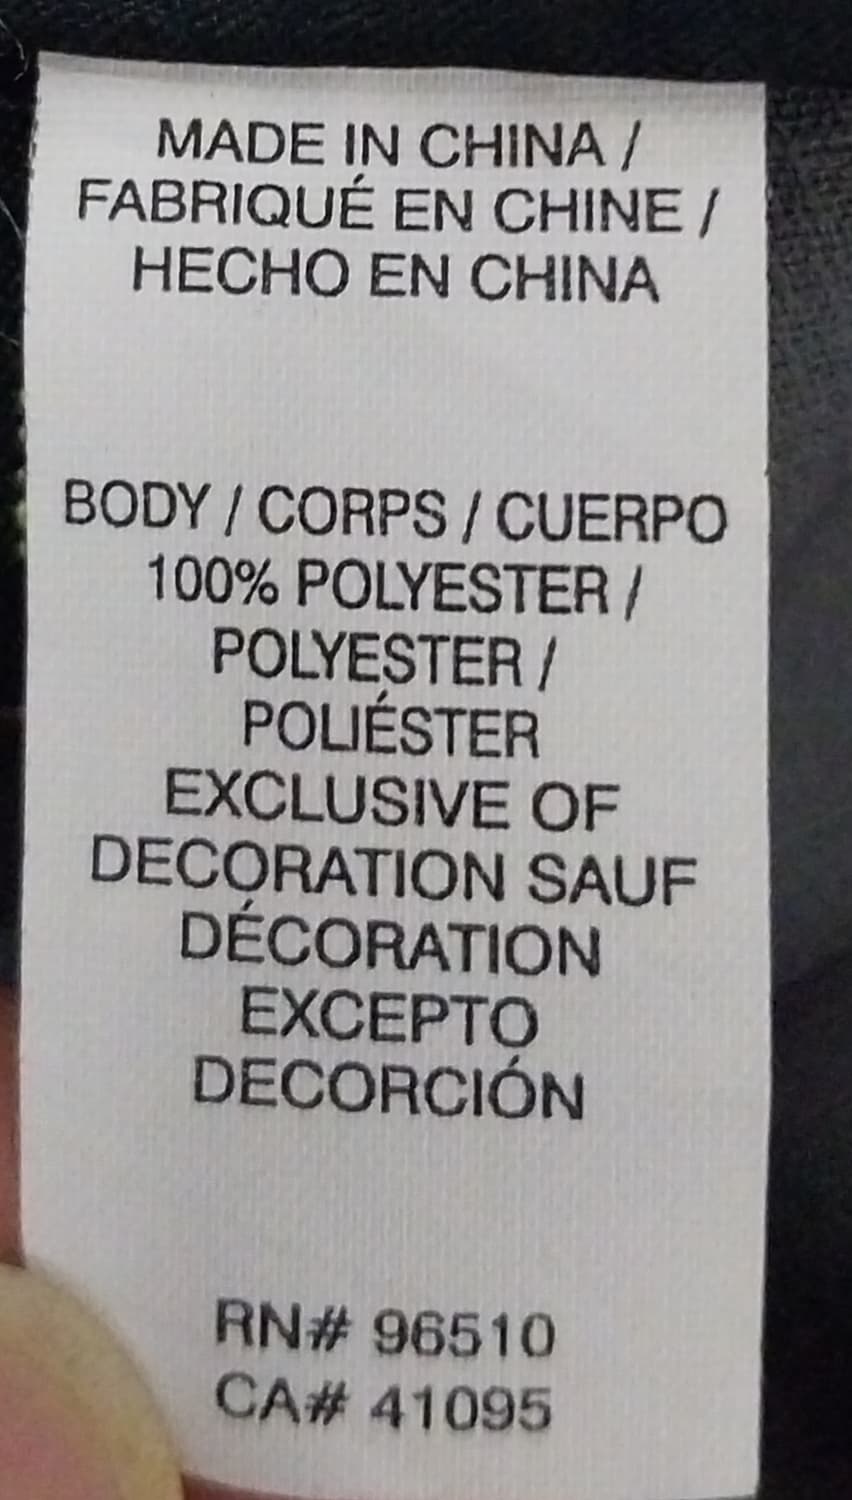 MADE IN CHINA /
FABRIQUÉ EN CHINE /
HECHO EN CHINA
BODY / CORPS / CUERPO
100% POLYESTER /
POLYESTER /
POLIÉSTER
EXCLUSIVE OF
DECORATION SAUF
DÉCORATION
EXCEPTO
DECORCIÓN
RN# 96510
CA# 41095